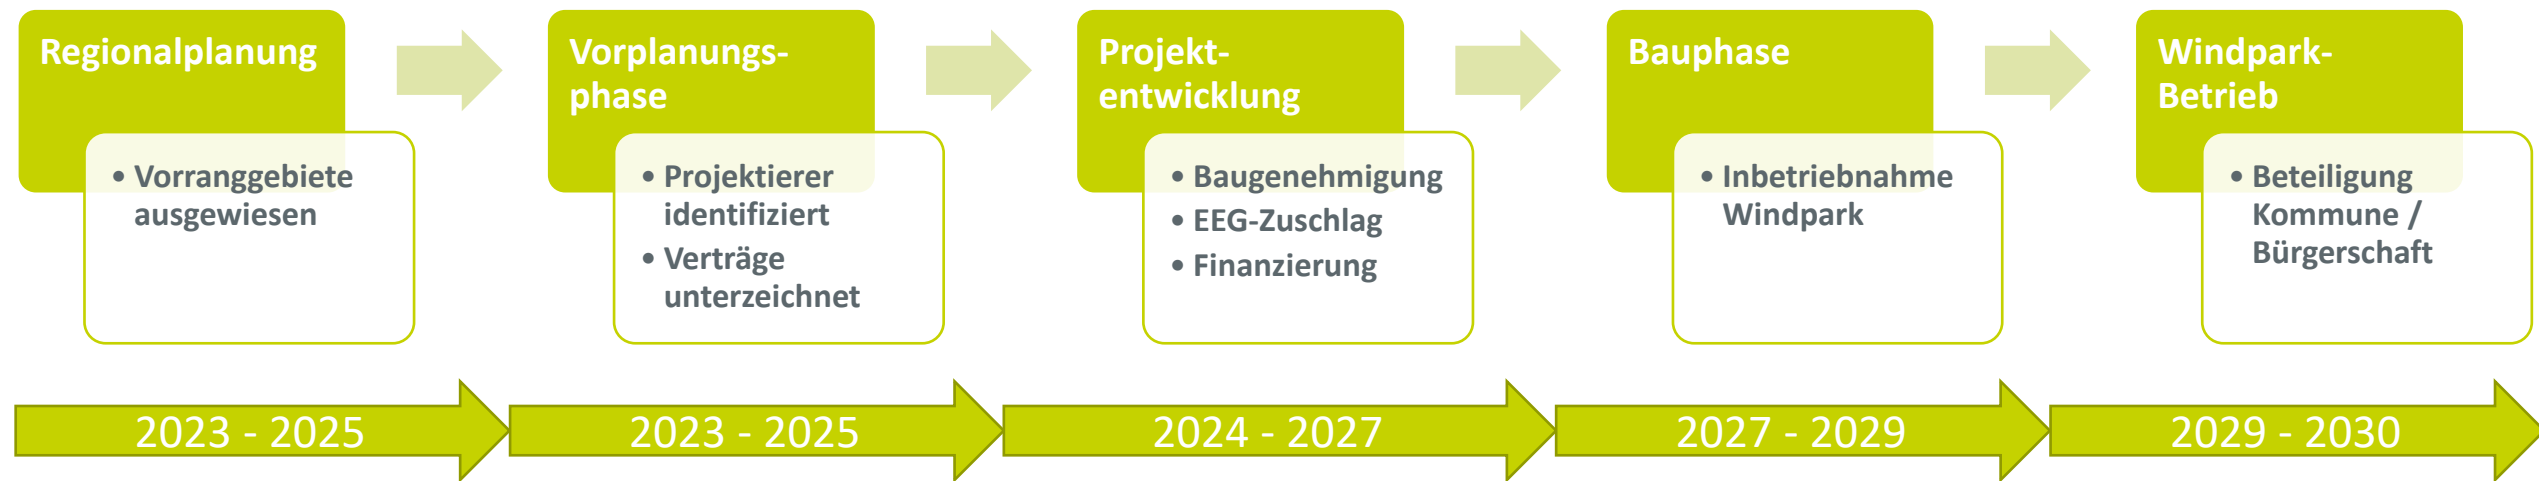 Regionalplanung
• Vorranggebiete
ausgewiesen
Vorplanungs-
phase
• Projektierer
identifiziert
• Verträge
unterzeichnet
Projekt-
entwicklung
• Baugenehmigung
• EEG-Zuschlag
• Finanzierung
Bauphase
• Inbetriebnahme
Windpark
Windpark-
Betrieb
• Beteiligung
Kommune /
Bürgerschaft
2023 - 2025
2023 - 2025
2024 - 2027
2027 - 2029
2029 - 2030